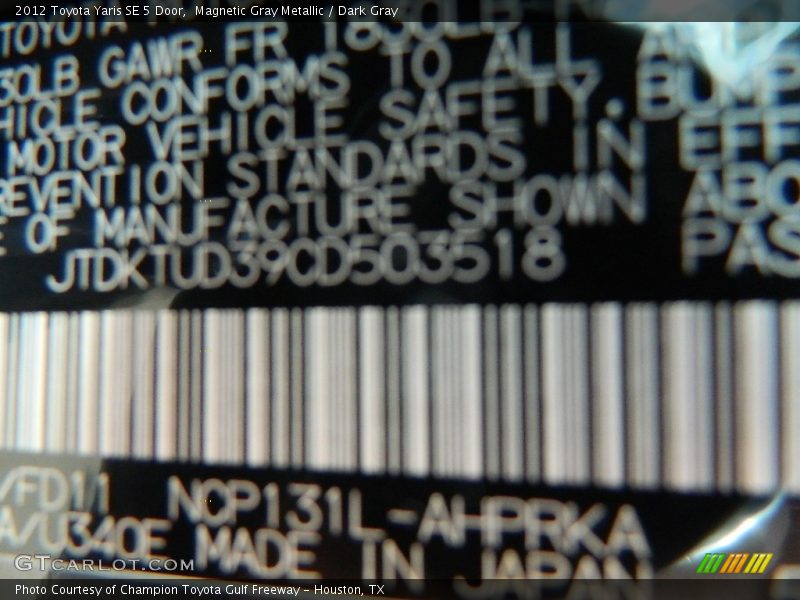 2012 Toyota Yaris SE 5 Door, Magnetic Gray Metallic / Dark Gray
TOYOTA
30LB GAWR FR 1850LB
HICLE CONFORMS TO ALL
MOTOR VEHICLE SAFETY, BUMP
REVENTION STANDARDS IN EFF
E OF MANUFACTURE SHOWN ABO
JTDKTUD39CD503518 PAS
/FD11 NCP131L-AHPRKA
A/U340E MADE IN JAPAN
GTCARLOT.COM
Photo Courtesy of Champion Toyota Gulf Freeway - Houston, TX